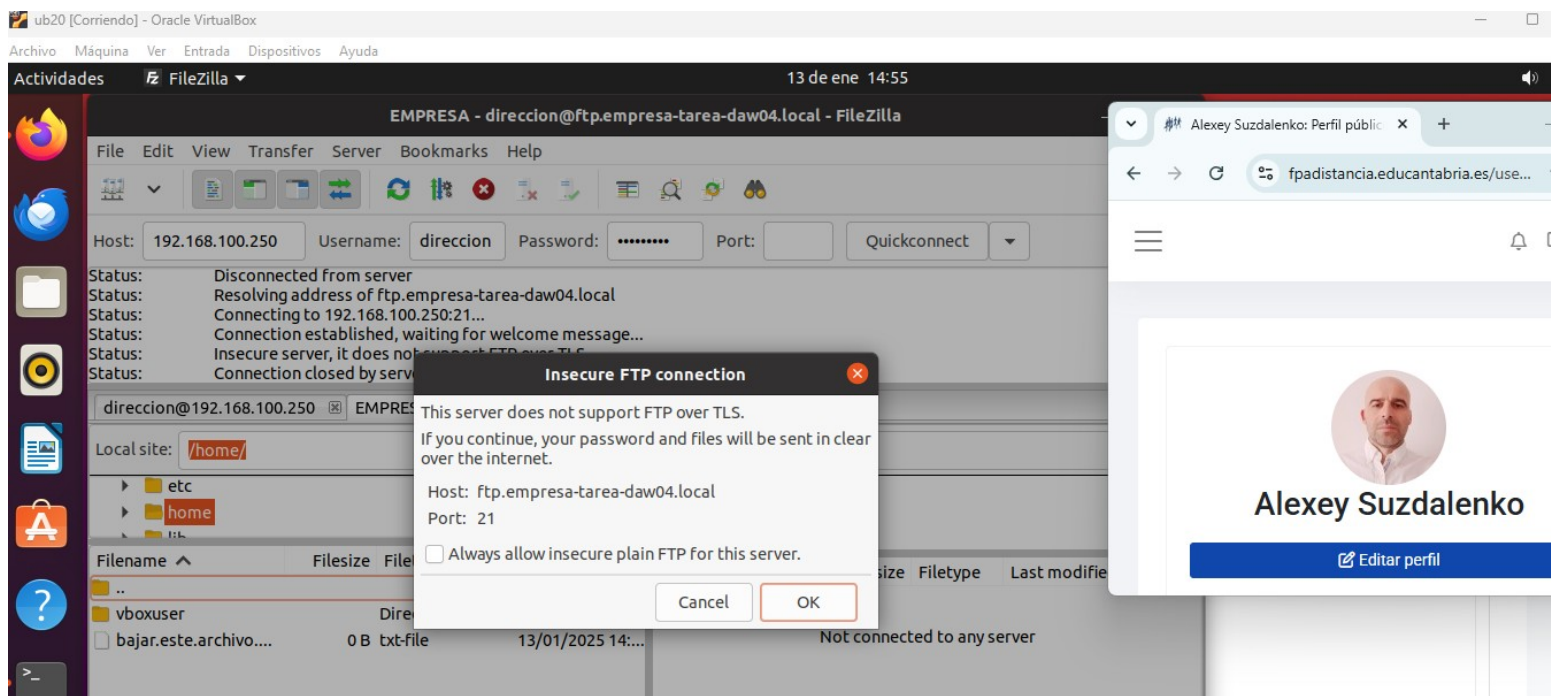 ub20 [Corriendo] - Oracle VirtualBox
Archivo Máquina Ver Entrada Dispositivos Ayuda
Actividades FileZilla 13 de ene 14:55
EMPRESA - direccion@ftp.empresa-tarea-daw04.local - FileZilla
File Edit View Transfer Server Bookmarks Help
Host: 192.168.100.250 Username: direccion Password: ••••••••• Port: Quickconnect
Status: Disconnected from server
Status: Resolving address of ftp.empresa-tarea-daw04.local
Status: Connecting to 192.168.100.250:21...
Status: Connection established, waiting for welcome message...
Status: Insecure server, it does not support FTP over TLS.
Status: Connection closed by serv
direccion@192.168.100.250 EMPRES
Local site: /home/
etc
home
lib
Filename Filesize File
..
vboxuser Dire
bajar.este.archivo.... 0 B txt-file 13/01/2025 14:...
Insecure FTP connection
This server does not support FTP over TLS.
If you continue, your password and files will be sent in clear
over the internet.
Host: ftp.empresa-tarea-daw04.local
Port: 21
Always allow insecure plain FTP for this server.
Cancel OK
size Filetype Last modifie
Not connected to any server
Alexey Suzdalenko: Perfil públic
fpadistancia.educantabria.es/use...
Alexey Suzdalenko
Editar perfil
>_